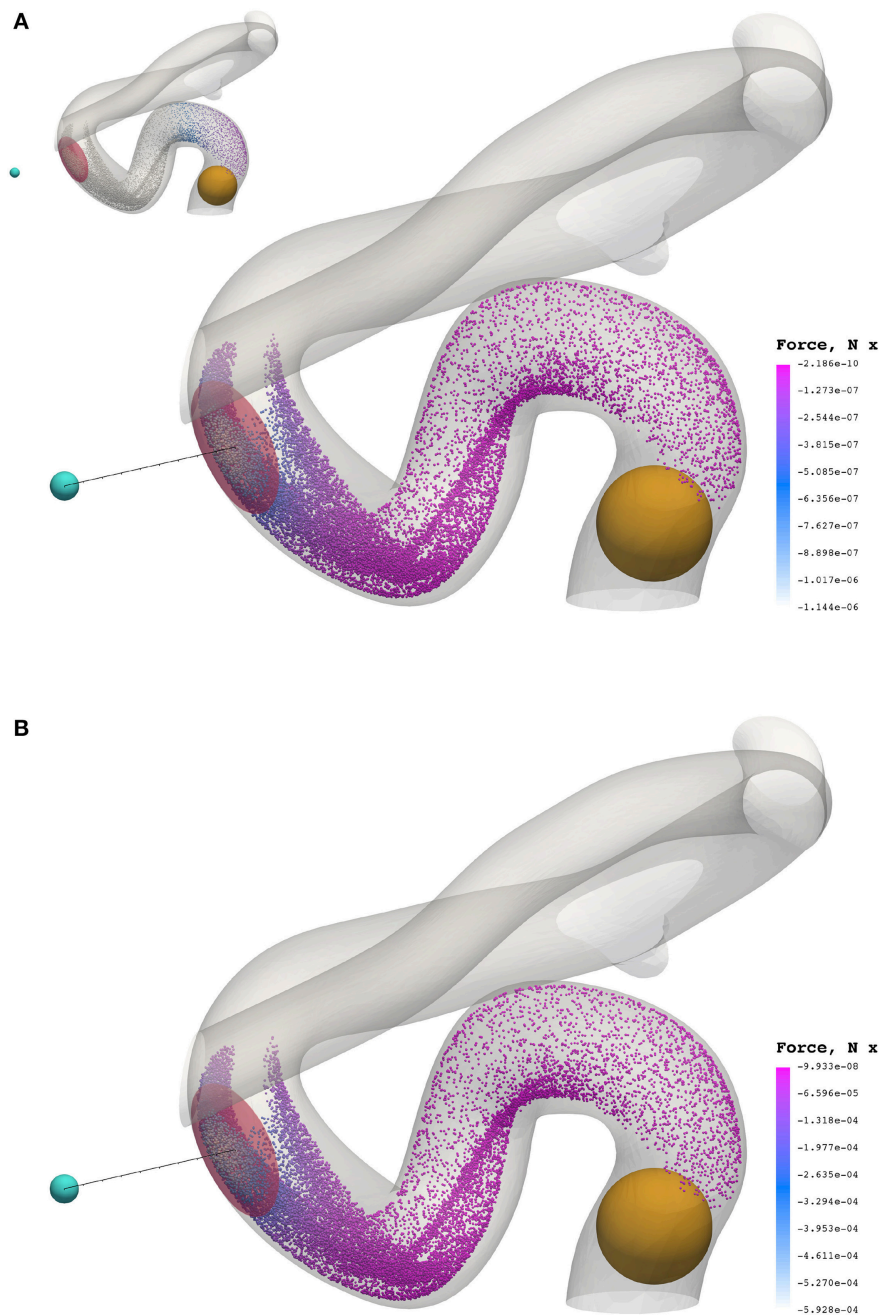 A
Force, N x
-2.186e-10
-1.273e-07
-2.544e-07
-3.815e-07
-5.085e-07
-6.356e-07
-7.627e-07
-8.898e-07
-1.017e-06
-1.144e-06
B
Force, N x
-9.933e-08
-6.596e-05
-1.318e-04
-1.977e-04
-2.635e-04
-3.294e-04
-3.953e-04
-4.611e-04
-5.270e-04
-5.928e-04